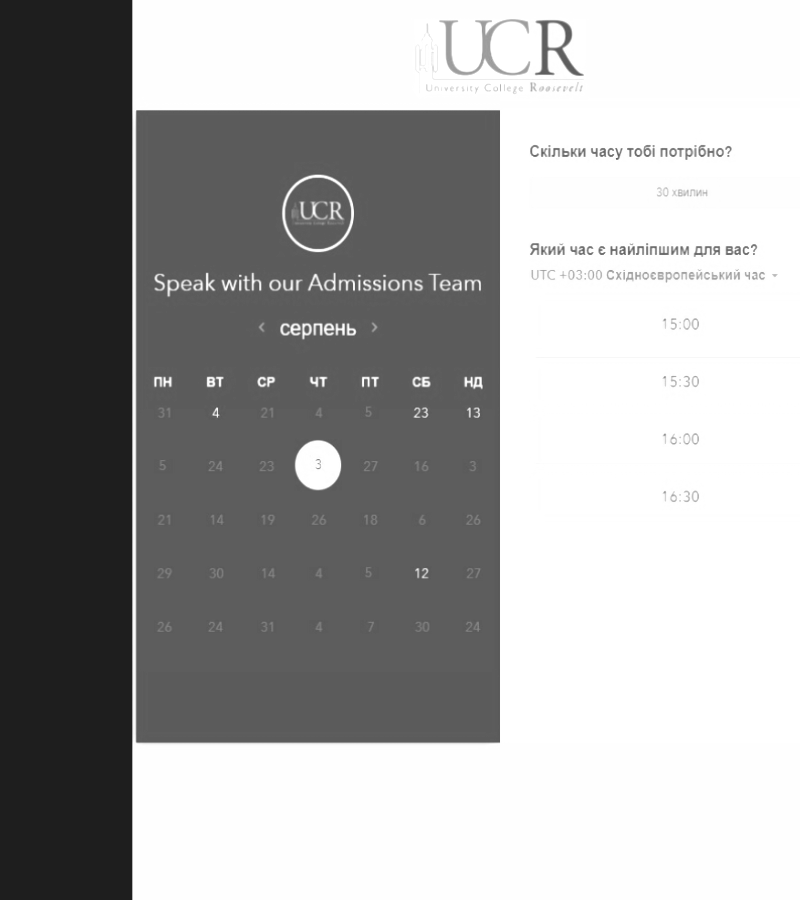 UCR
University College Roosevelt
UCR
Speak with our Admissions Team
серпень
ПН ВТ СР ЧТ ПТ СБ НД
31 4 21 4 5 23 13
5 24 23 3 27 16 3
21 14 19 26 18 6 26
29 30 14 4 5 12 27
26 24 31 4 7 30 24
Скільки часу тобі потрібно?
30 хвилин
Який час є найліпшим для вас?
UTC +03:00 Східноєвропейський час
15:00
15:30
16:00
16:30